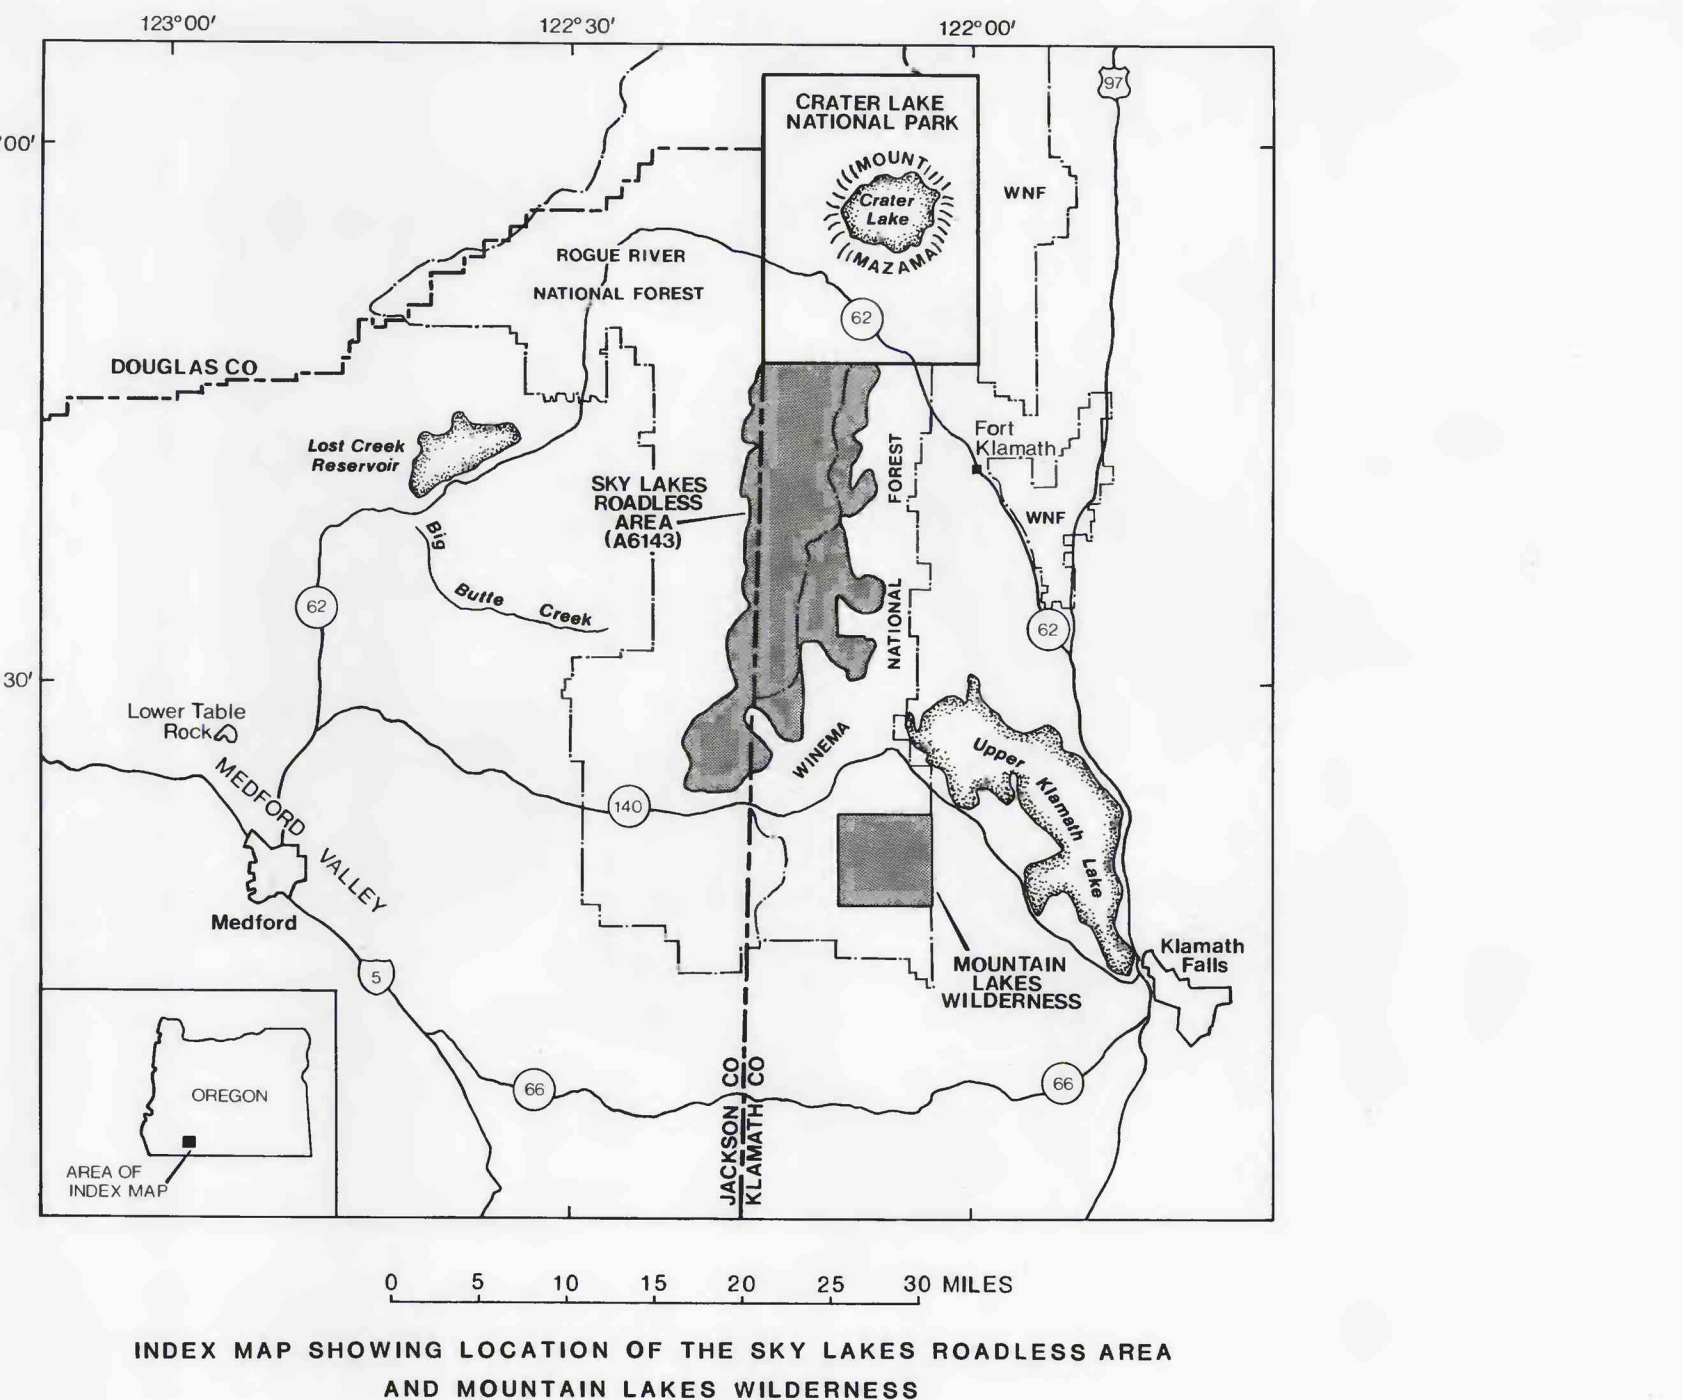 123°00'
122°30'
122°00'
97
CRATER LAKE
NATIONAL PARK
00'
MOUNT
WNF
Crater
Lake
MAZAMA
ROGUE RIVER
NATIONAL FOREST
62
DOUGLAS CO
Lost Creek
Reservoir
Fort
Klamath
SKY LAKES
ROADLESS
AREA
(A6143)
FOREST
WNF
Big
Butte Creek
62
NATIONAL
62
30'
Lower Table
Rock
WINEMA
Upper Klamath Lake
MEDFORD
VALLEY
140
Medford
Klamath
Falls
5
MOUNTAIN
LAKES
WILDERNESS
OREGON
66
66
JACKSON CO
KLAMATH CO
AREA OF
INDEX MAP
0 5 10 15 20 25 30 MILES
INDEX MAP SHOWING LOCATION OF THE SKY LAKES ROADLESS AREA
AND MOUNTAIN LAKES WILDERNESS